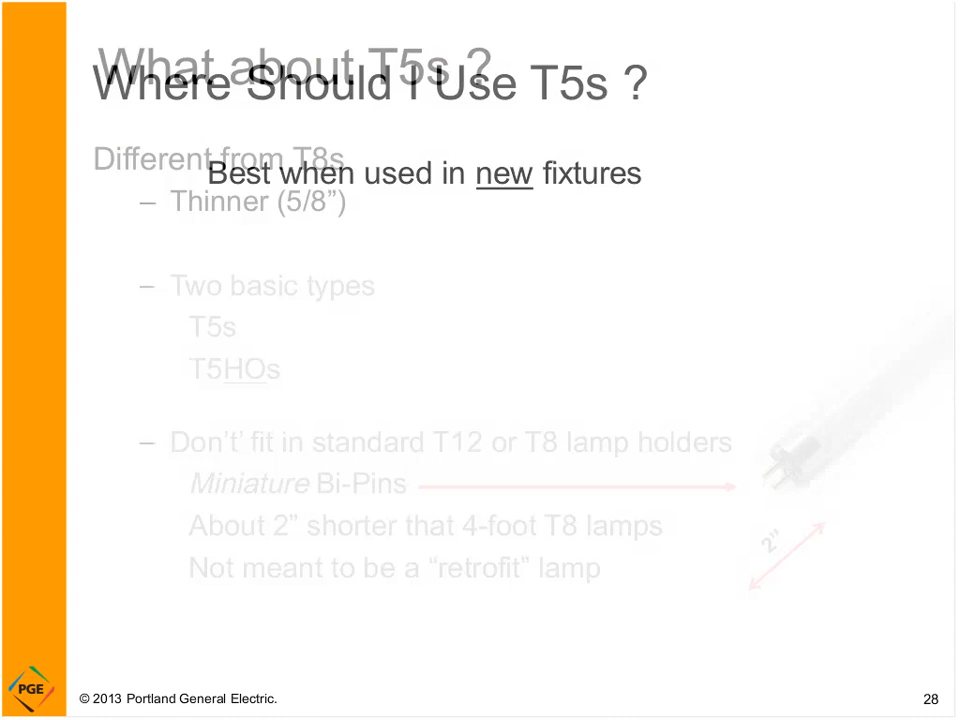 What about T5s ?
Where Should I Use T5s ?
Different from T8s
Best when used in new fixtures
– Thinner (5/8”)
– Two basic types
T5s
T5HOs
– Don’t’ fit in standard T12 or T8 lamp holders
Miniature Bi-Pins
About 2” shorter that 4-foot T8 lamps
2”
Not meant to be a “retrofit” lamp
PGE
© 2013 Portland General Electric.
28